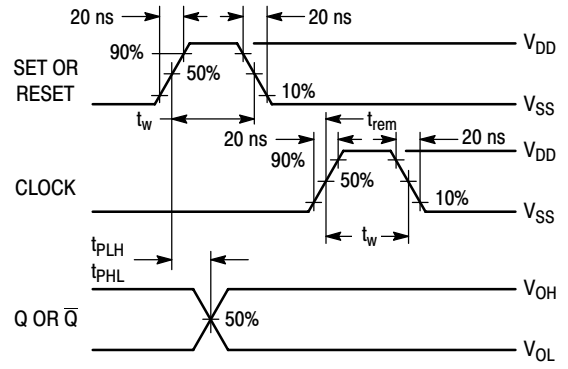 20 ns
20 ns
V_DD
90%
SET OR
RESET
50%
10%
V_SS
t_w
t_rem
20 ns
20 ns
V_DD
90%
CLOCK
50%
10%
V_SS
t_w
t_PLH
t_PHL
V_OH
Q OR Q̅
50%
V_OL